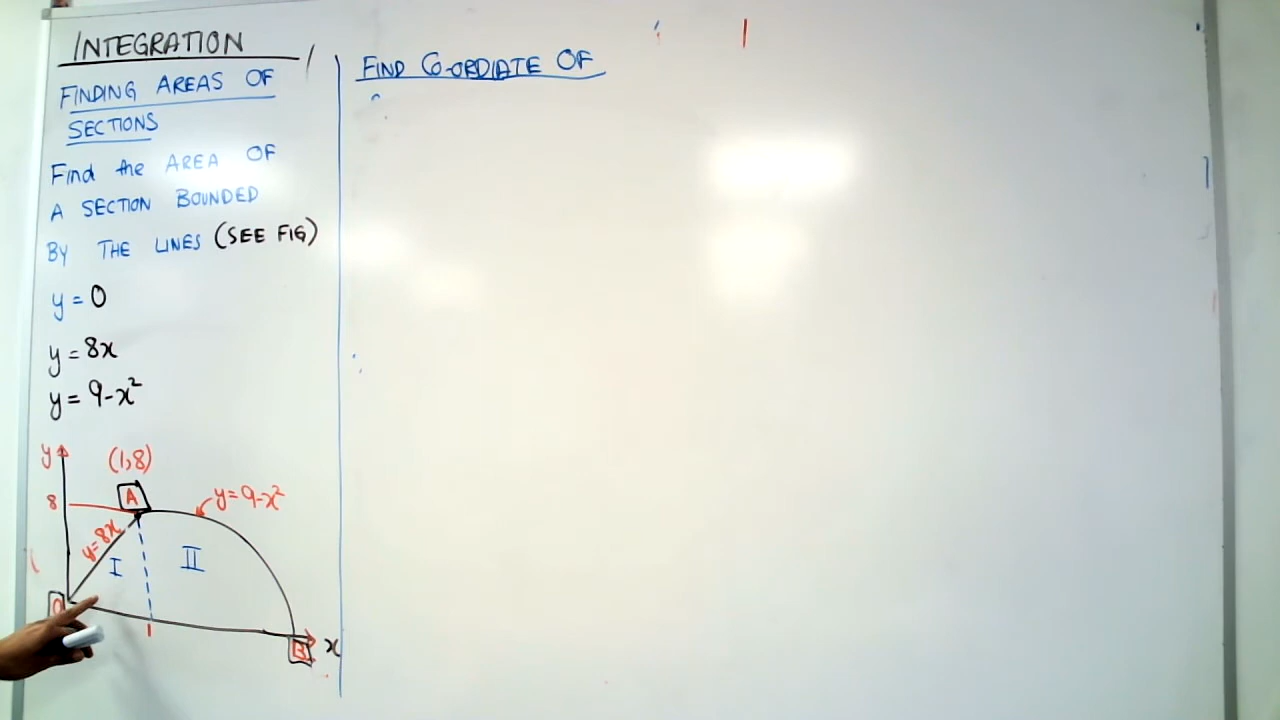 INTEGRATION
FINDING AREAS OF
SECTIONS
Find the AREA OF
A SECTION BOUNDED
BY THE LINES (SEE FIG)
y = 0
y = 8x
y = 9-x²
FIND CO-ORDIATE OF
y
(1,8)
8
A
y=9-x²
y=8x
I
II
1
B
x